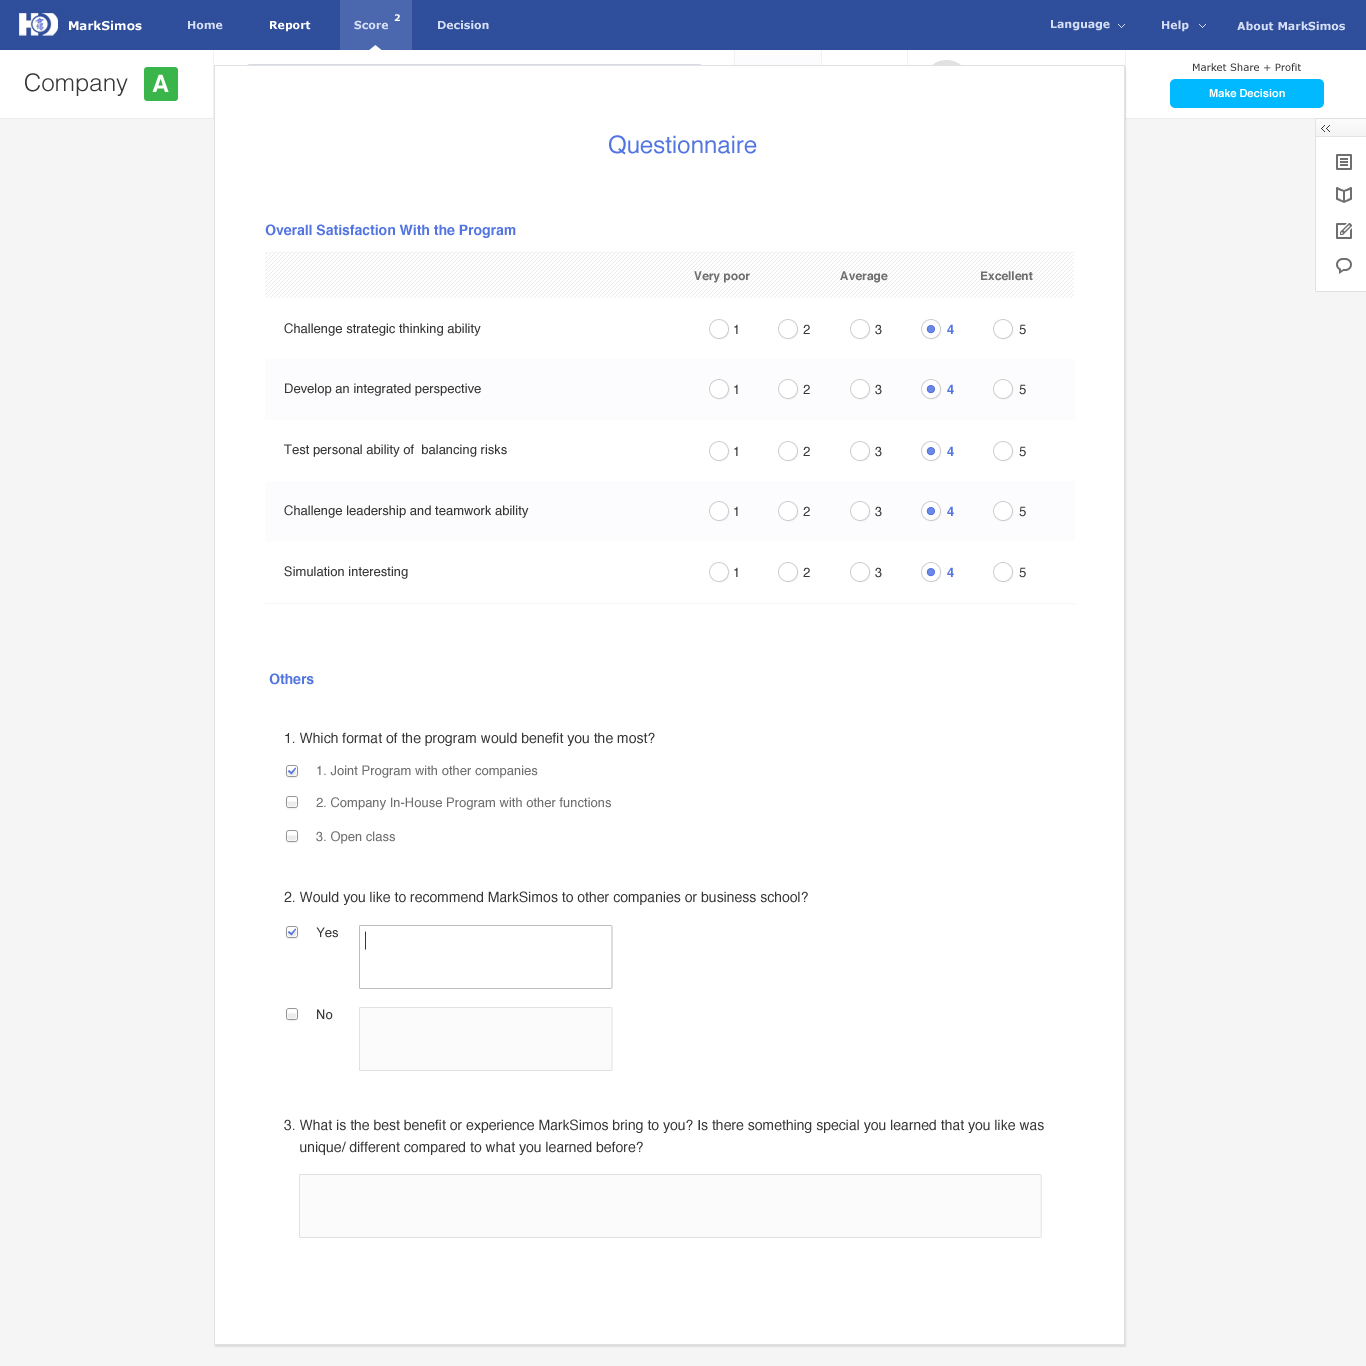 MarkSimos Home Report Score 2 Decision Language Help About MarkSimos
Company A
Market Share + Profit
Make Decision
Questionnaire
Overall Satisfaction With the Program
Very poor Average Excellent
Challenge strategic thinking ability 1 2 3 4 5
Develop an integrated perspective 1 2 3 4 5
Test personal ability of  balancing risks 1 2 3 4 5
Challenge leadership and teamwork ability 1 2 3 4 5
Simulation interesting 1 2 3 4 5
Others
1. Which format of the program would benefit you the most?
1. Joint Program with other companies
2. Company In-House Program with other functions
3. Open class
2. Would you like to recommend MarkSimos to other companies or business school?
Yes
No
3. What is the best benefit or experience MarkSimos bring to you? Is there something special you learned that you like was
unique/ different compared to what you learned before?